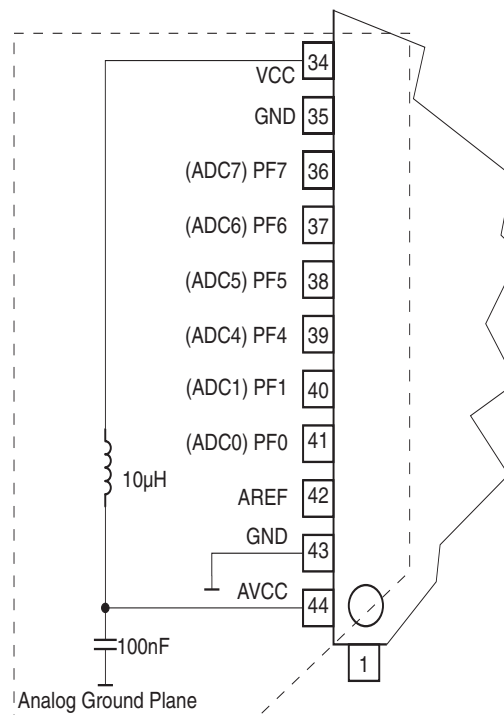 VCC 34
GND 35
(ADC7) PF7 36
(ADC6) PF6 37
(ADC5) PF5 38
(ADC4) PF4 39
(ADC1) PF1 40
(ADC0) PF0 41
10μH
AREF 42
GND 43
AVCC 44
100nF
1
Analog Ground Plane